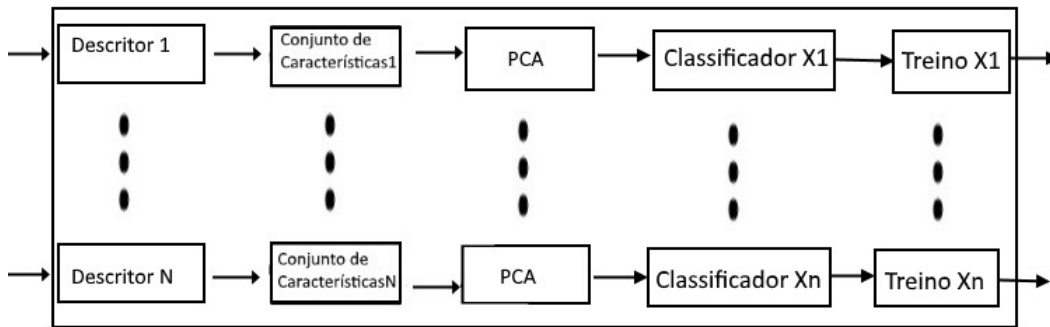 Descritor 1
Conjunto de
Características1
PCA
Classificador X1
Treino X1
Descritor N
Conjunto de
CaracterísticasN
PCA
Classificador Xn
Treino Xn